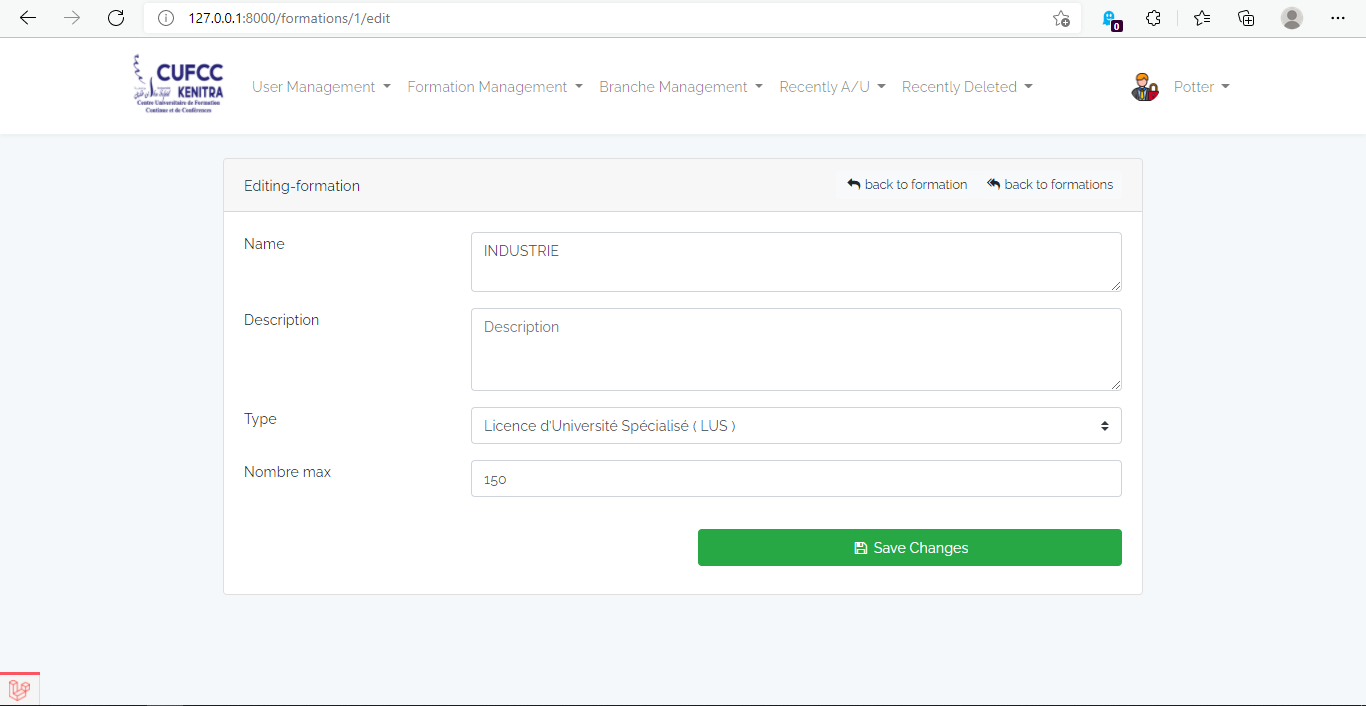 127.0.0.1:8000/formations/1/edit
0
CUFCC
KENITRA
Centre Universitaire de Formation
Continue et de Conférences
User Management
Formation Management
Branche Management
Recently A/U
Recently Deleted
Potter
Editing-formation
back to formation
back to formations
Name
INDUSTRIE
Description
Description
Type
Licence d'Université Spécialisé ( LUS )
Nombre max
150
Save Changes